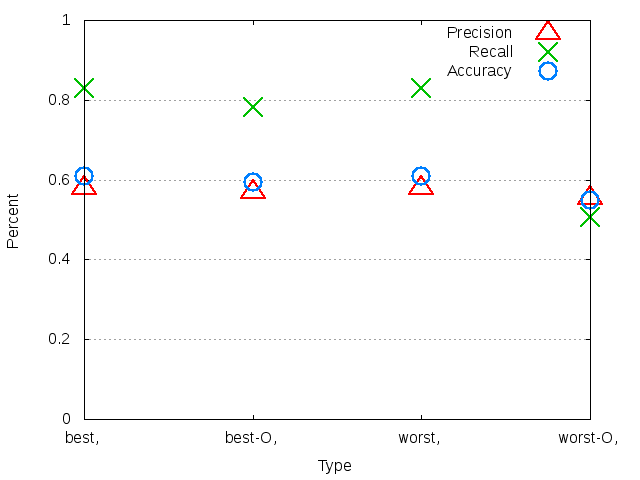 1
Precision
Recall
Accuracy
0.8
0.6
0.4
0.2
0
Percent
best,
best-O,
worst,
worst-O,
Type